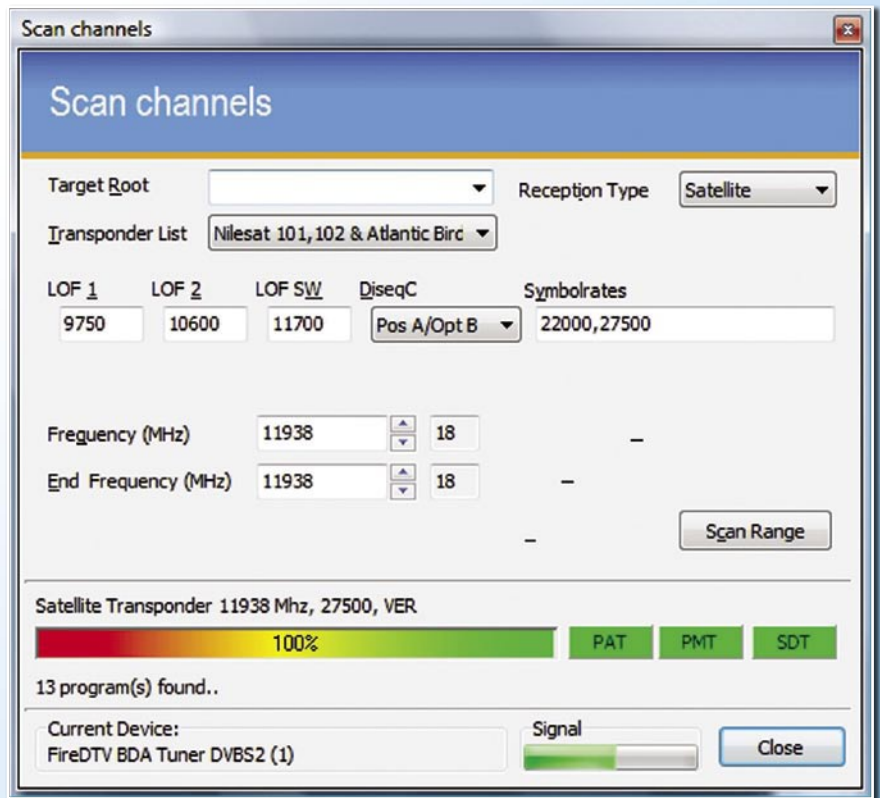 Scan channels
Scan channels
Target Root
Reception Type Satellite
Transponder List Nilesat 101,102 & Atlantic Bird
LOF 1 LOF 2 LOF SW DiseqC Symbolrates
9750 10600 11700 Pos A/Opt B 22000,27500
Freguency (MHz) 11938 18 –
End Frequency (MHz) 11938 18 –
– Scan Range
Satellite Transponder 11938 Mhz, 27500, VER
100% PAT PMT SDT
13 program(s) found..
Current Device: Signal
FireDTV BDA Tuner DVBS2 (1) Close